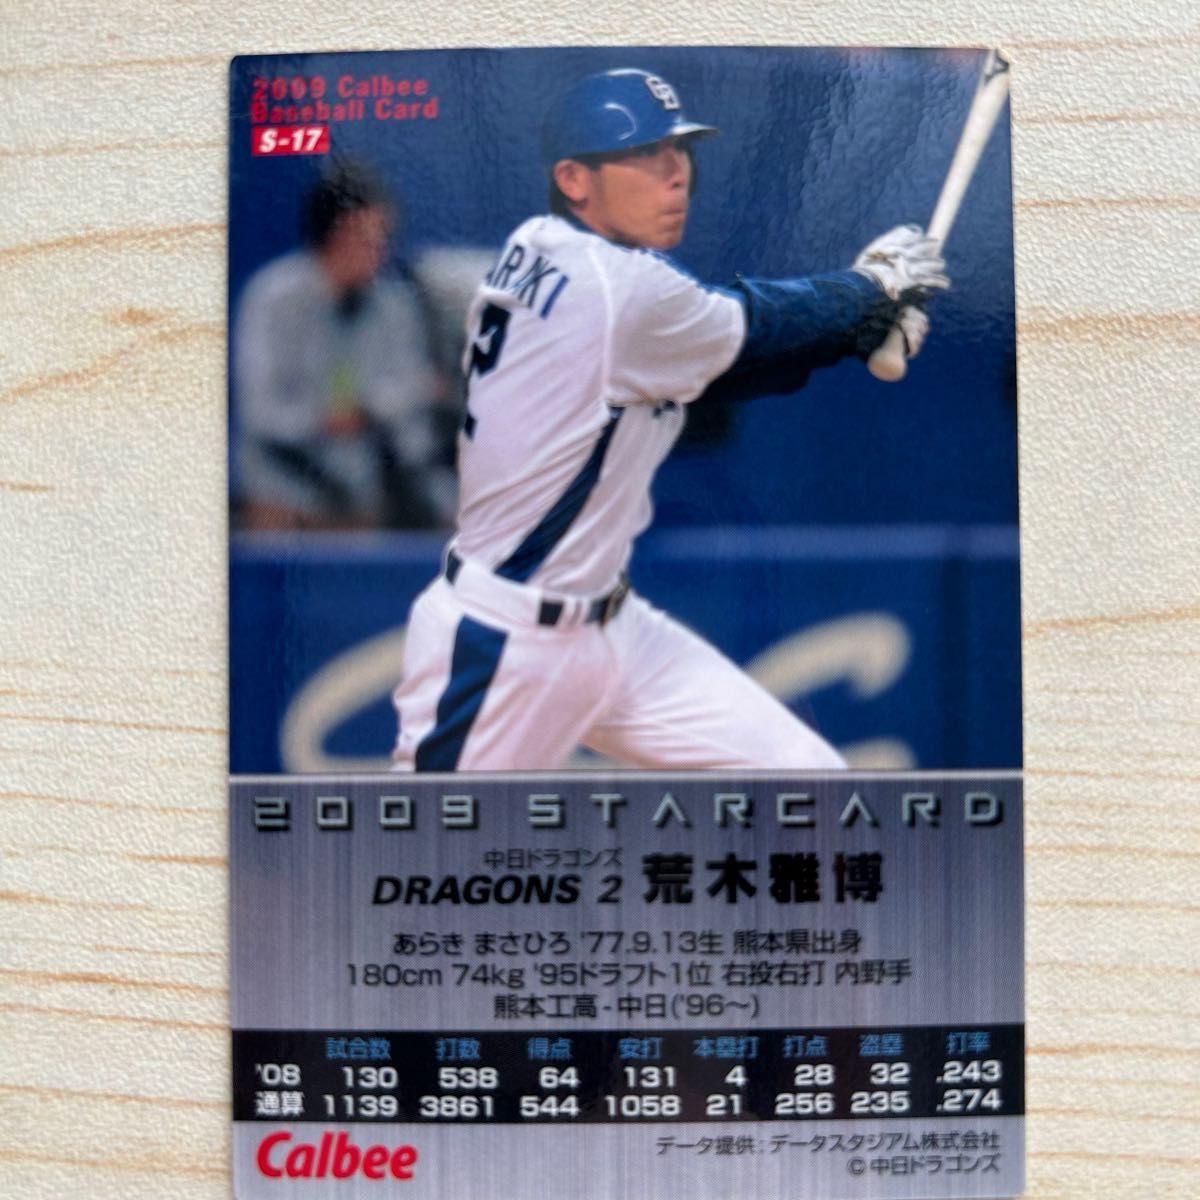 2009 Calbee
Baseball Card
S-17
ARAKI
2
2009 STARCARD
中日ドラゴンズ
DRAGONS 2 荒木雅博
あらき まさひろ '77.9.13生 熊本県出身
180cm 74kg '95ドラフト1位 右投右打 内野手
熊本工高-中日('96〜)
試合数 打数 得点 安打 本塁打 打点 盗塁 打率
'08 130 538 64 131 4 28 32 .243
通算 1139 3861 544 1058 21 256 235 .274
Calbee
データ提供:データスタジアム株式会社
©中日ドラゴンズ